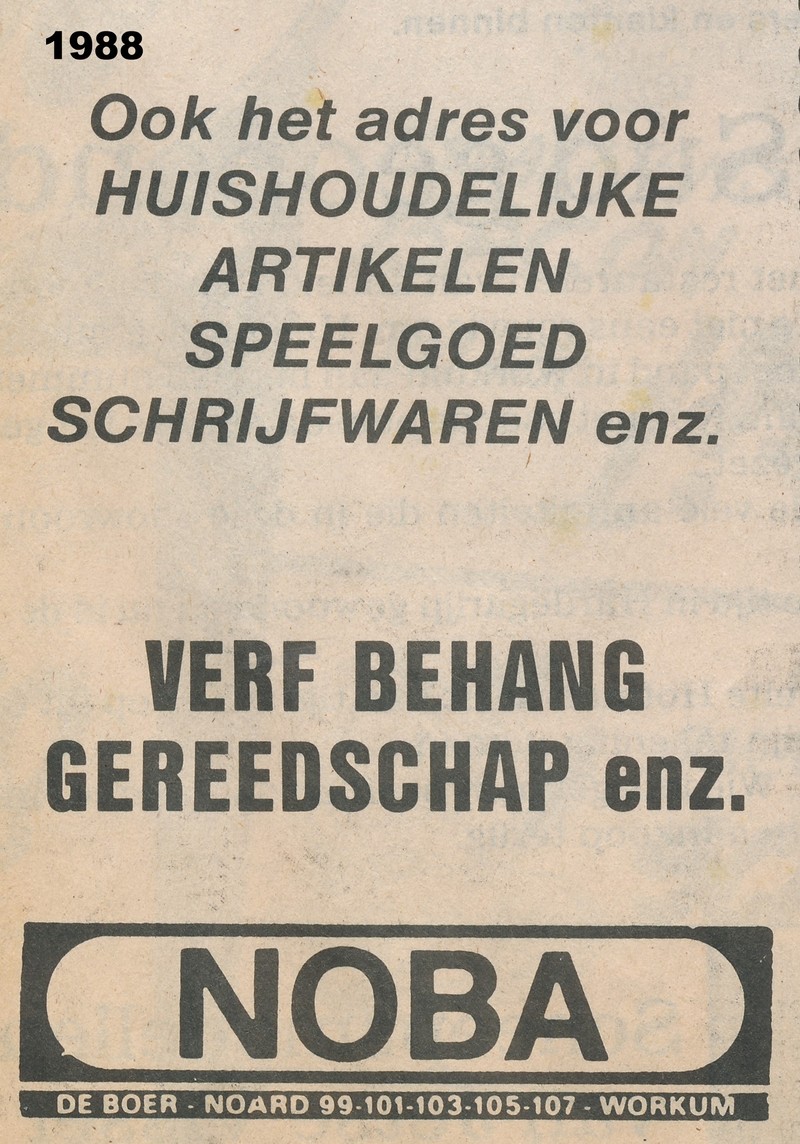 1988
Ook het adres voor
HUISHOUDELIJKE
ARTIKELEN
SPEELGOED
SCHRIJFWAREN enz.
VERF BEHANG
GEREEDSCHAP enz.
NOBA
DE BOER - NOARD 99-101-103-105-107 - WORKUM